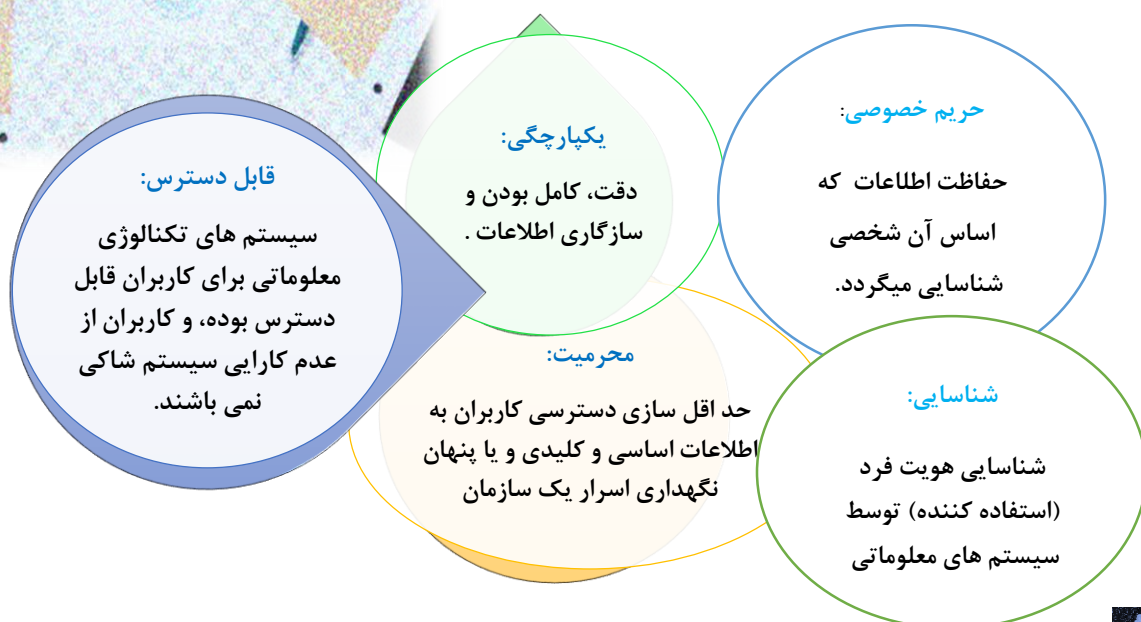 حریم خصوصی:
حفاظت اطلاعات که
اساس آن شخصی
شناسایی میگردد.
یکپارچگی:
دقت، کامل بودن و
سازگاری اطلاعات .
قابل دسترس:
سیستم های تکنالوژی
معلوماتی برای کاربران قابل
دسترس بوده، و کاربران از
عدم کارایی سیستم شاکی
نمی باشند.
محرمیت:
حد اقل سازی دسترسی کاربران به
اطلاعات اساسی و کلیدی و یا پنهان
نگهداری اسرار یک سازمان
شناسایی:
شناسایی هویت فرد
(استفاده کننده) توسط
سیستم های معلوماتی